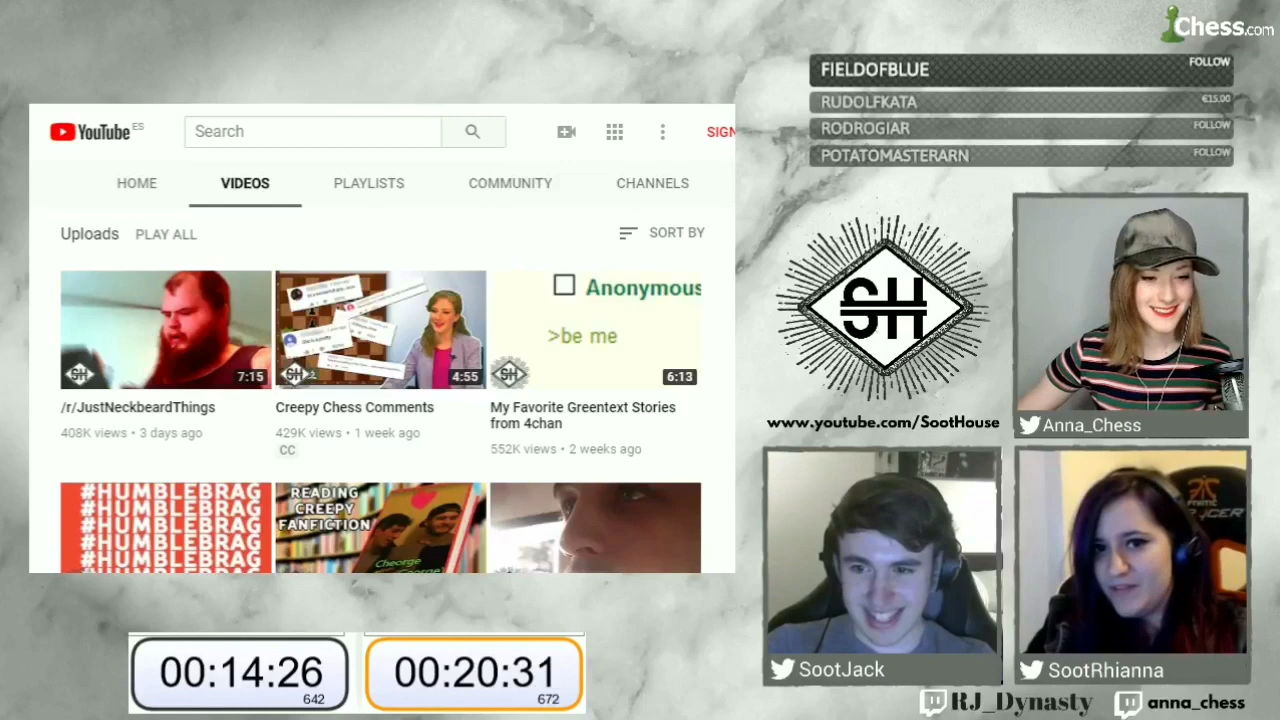 Chess.com
FIELDOFBLUE FOLLOW
RUDOLFKATA €15.00
RODROGIAR FOLLOW
POTATOMASTERARN FOLLOW
YouTube ES
Search
SIGN
HOME VIDEOS PLAYLISTS COMMUNITY CHANNELS
Uploads PLAY ALL SORT BY
SH
7:15
SH
4:55
Anonymous
>be me
SH
6:13
/r/JustNeckbeardThings
408K views • 3 days ago
Creepy Chess Comments
429K views • 1 week ago
CC
My Favorite Greentext Stories
from 4chan
552K views • 2 weeks ago
#HUMBLEBRAG
#HUMBLEBRAG
#HUMBLEBRAG
#HUMBLEBRAG
#HUMBLEBRAG
READING
CREEPY
FANFICTION
Cheorge
SH
www.youtube.com/SootHouse
Anna_Chess
SootJack
SootRhianna
00:14:26
642
00:20:31
672
RJ_Dynasty
anna_chess